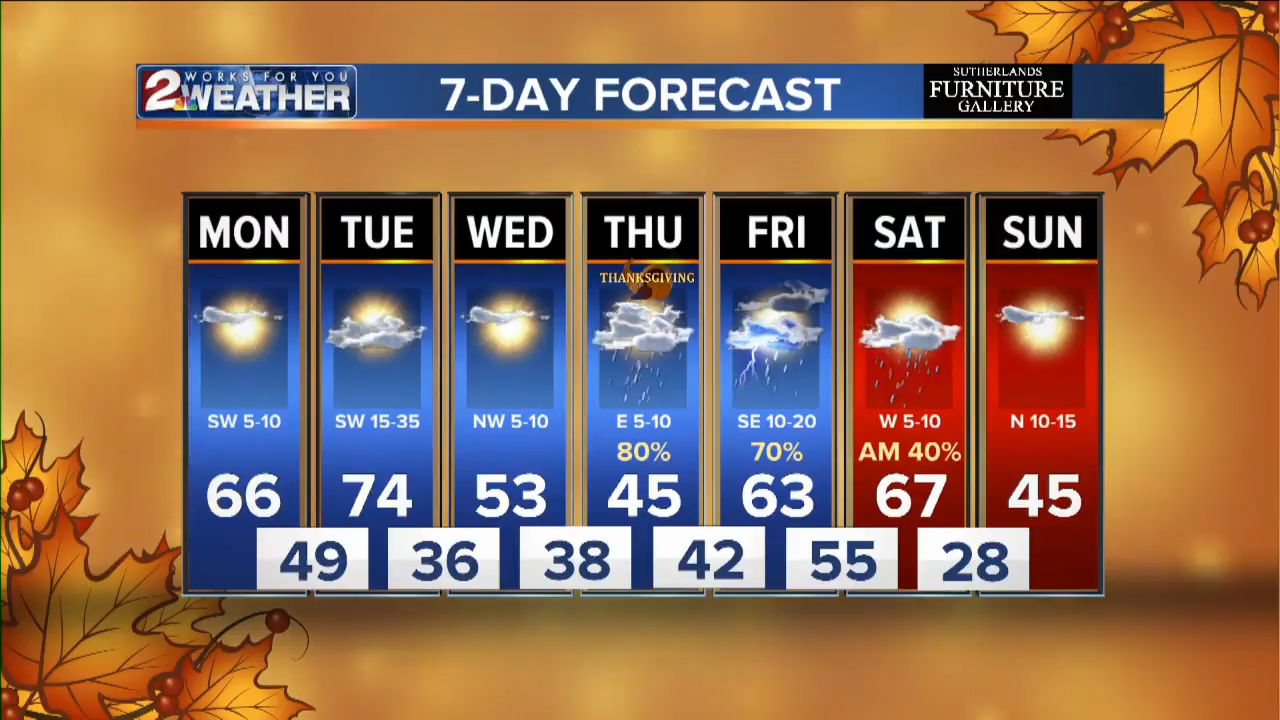 2 WORKS FOR YOU
WEATHER
7-DAY FORECAST
SUTHERLANDS
FURNITURE
GALLERY
MON TUE WED THU FRI SAT SUN
THANKSGIVING
SW 5-10 SW 15-35 NW 5-10 E 5-10 SE 10-20 W 5-10 N 10-15
80% 70% AM 40%
66 74 53 45 63 67 45
49 36 38 42 55 28